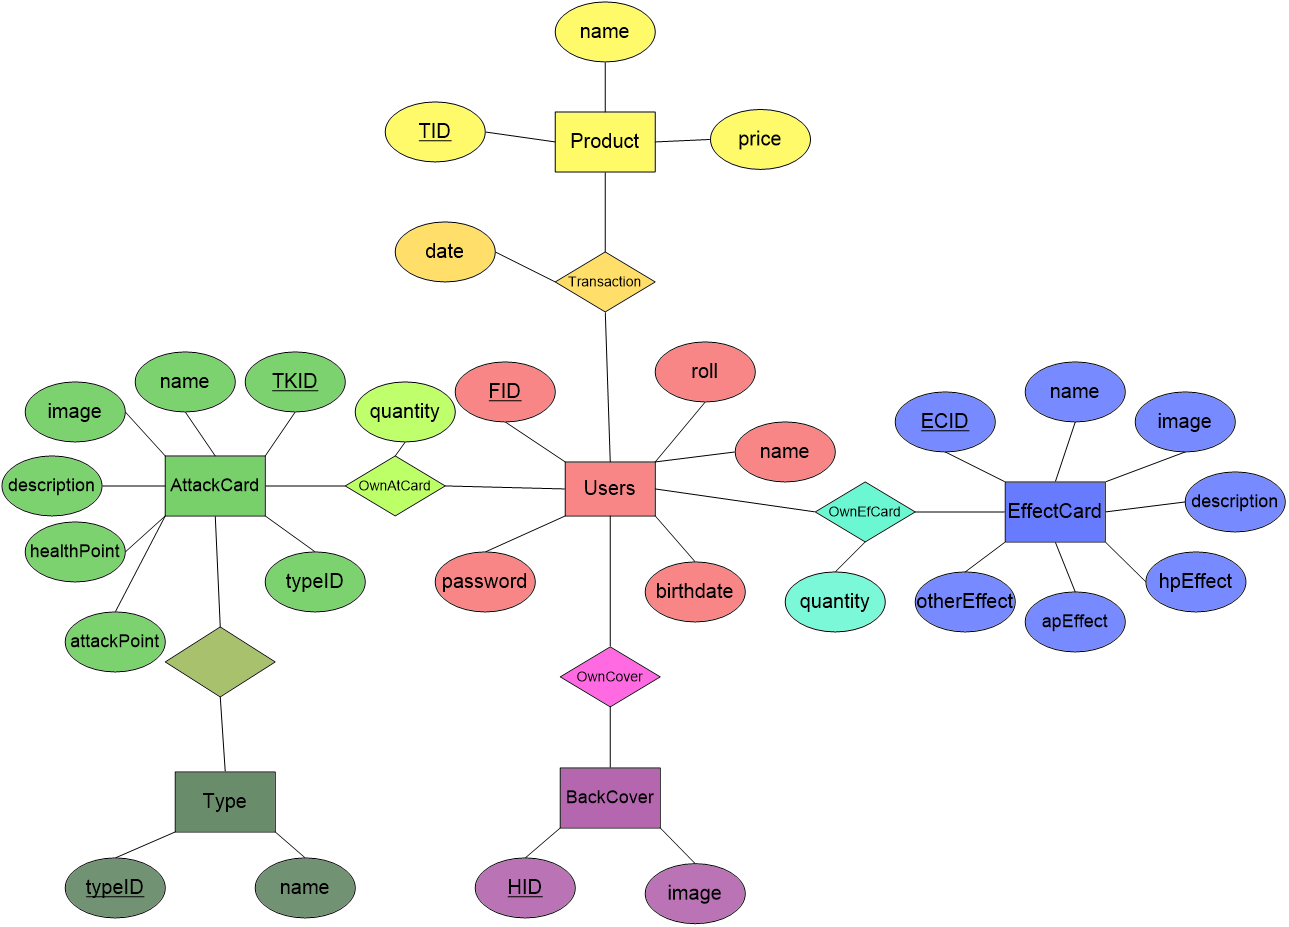 name
TID
Product
price
date
Transaction
roll
name
TKID
FID
name
image
quantity
ECID
image
name
description
AttackCard
OwnAtCard
Users
OwnEfCard
EffectCard
description
healthPoint
typeID
password
birthdate
quantity
otherEffect
hpEffect
apEffect
attackPoint
OwnCover
Type
BackCover
typeID
name
HID
image